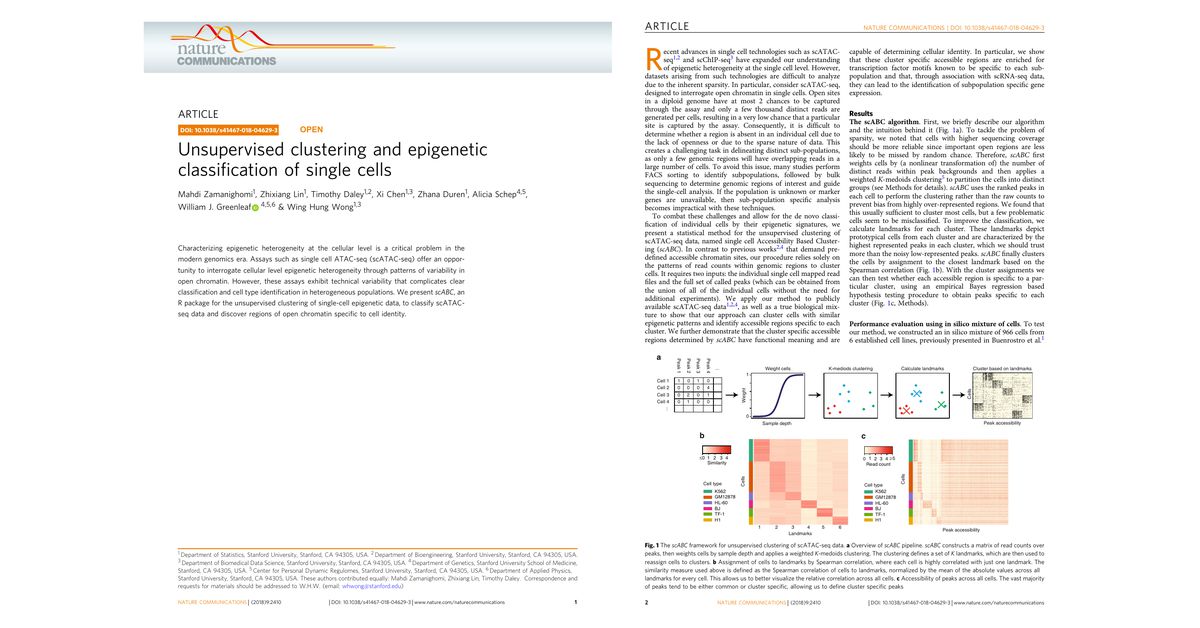 nature
COMMUNICATIONS
ARTICLE
DOI: 10.1038/s41467-018-04629-3
OPEN
Unsupervised clustering and epigenetic
classification of single cells
Mahdi Zamanighomi1, Zhixiang Lin1, Timothy Daley1,2, Xi Chen1,3, Zhana Duren1, Alicia Schep4,5,
William J. Greenleaf 4,5,6 & Wing Hung Wong1,3
Characterizing epigenetic heterogeneity at the cellular level is a critical problem in the
modern genomics era. Assays such as single cell ATAC-seq (scATAC-seq) offer an oppor-
tunity to interrogate cellular level epigenetic heterogeneity through patterns of variability in
open chromatin. However, these assays exhibit technical variability that complicates clear
classification and cell type identification in heterogeneous populations. We present scABC, an
R package for the unsupervised clustering of single-cell epigenetic data, to classify scATAC-
seq data and discover regions of open chromatin specific to cell identity.
1 Department of Statistics, Stanford University, Stanford, CA 94305, USA. 2 Department of Bioengineering, Stanford University, Stanford, CA 94305, USA.
3 Department of Biomedical Data Science, Stanford University, Stanford, CA 94305, USA. 4 Department of Genetics, Stanford University School of Medicine,
Stanford, CA 94305, USA. 5 Center for Personal Dynamic Regulomes, Stanford University, Stanford, CA 94305, USA. 6 Department of Applied Physics,
Stanford University, Stanford, CA 94305, USA. These authors contributed equally: Mahdi Zamanighomi, Zhixiang Lin, Timothy Daley Correspondence and
requests for materials should be addressed to W.H.W. (email: whwong@stanford.edu)
NATURE COMMUNICATIONS | (2018)9:2410 | DOI: 10.1038/s41467-018-04629-3 | www.nature.com/naturecommunications 1
ARTICLE
NATURE COMMUNICATIONS | DOI: 10.1038/s41467-018-04629-3
Recent advances in single cell technologies such as scATAC-
seq1,2 and scChIP-seq3 have expanded our understanding
of epigenetic heterogeneity at the single cell level. However,
datasets arising from such technologies are difficult to analyze
due to the inherent sparsity. In particular, consider scATAC-seq,
designed to interrogate open chromatin in single cells. Open sites
in a diploid genome have at most 2 chances to be captured
through the assay and only a few thousand distinct reads are
generated per cells, resulting in a very low chance that a particular
site is captured by the assay. Consequently, it is difficult to
determine whether a region is absent in an individual cell due to
the lack of openness or due to the sparse nature of data. This
creates a challenging task in delineating distinct sub-populations,
as only a few genomic regions will have overlapping reads in a
large number of cells. To avoid this issue, many studies perform
FACS sorting to identify subpopulations, followed by bulk
sequencing to determine genomic regions of interest and guide
the single-cell analysis. If the population is unknown or marker
genes are unavailable, then sub-population specific analysis
becomes impractical with these techniques.
To combat these challenges and allow for the de novo classi-
fication of individual cells by their epigenetic signatures, we
present a statistical method for the unsupervised clustering of
scATAC-seq data, named single cell Accessibility Based Cluster-
ing (scABC). In contrast to previous works2,4 that demand pre-
defined accessible chromatin sites, our procedure relies solely on
the patterns of read counts within genomic regions to cluster
cells. It requires two inputs: the individual single cell mapped read
files and the full set of called peaks (which can be obtained from
the union of all of the individual cells without the need for
additional experiments). We apply our method to publicly
available scATAC-seq data1,2,4, as well as a true biological mix-
ture to show that our approach can cluster cells with similar
epigenetic patterns and identify accessible regions specific to each
cluster. We further demonstrate that the cluster specific accessible
regions determined by scABC have functional meaning and are
capable of determining cellular identity. In particular, we show
that these cluster specific accessible regions are enriched for
transcription factor motifs known to be specific to each sub-
population and that, through association with scRNA-seq data,
they can lead to the identification of subpopulation specific gene
expression.
Results
The scABC algorithm. First, we briefly describe our algorithm
and the intuition behind it (Fig. 1a). To tackle the problem of
sparsity, we noted that cells with higher sequencing coverage
should be more reliable since important open regions are less
likely to be missed by random chance. Therefore, scABC first
weights cells by (a nonlinear transformation of) the number of
distinct reads within peak backgrounds and then applies a
weighted K-medoids clustering5 to partition the cells into distinct
groups (see Methods for details). scABC uses the ranked peaks in
each cell to perform the clustering rather than the raw counts to
prevent bias from highly over-represented regions. We found that
this usually sufficient to cluster most cells, but a few problematic
cells seem to be misclassified. To improve the classification, we
calculate landmarks for each cluster. These landmarks depict
prototypical cells from each cluster and are characterized by the
highest represented peaks in each cluster, which we should trust
more than the noisy low-represented peaks. scABC finally clusters
the cells by assignment to the closest landmark based on the
Spearman correlation (Fig. 1b). With the cluster assignments we
can then test whether each accessible region is specific to a par-
ticular cluster, using an empirical Bayes regression based
hypothesis testing procedure to obtain peaks specific to each
cluster (Fig. 1c, Methods).
Performance evaluation using in silico mixture of cells. To test
our method, we constructed an in silico mixture of 966 cells from
6 established cell lines, previously presented in Buenrostro et al.1
a
Peak 1 Peak 2 Peak 3 Peak 4 ...
Cell 1 1 0 1 0
Cell 2 0 0 0 4
Cell 3 0 2 0 1
Cell 4 0 1 0 0
Weight cells
1
Weight
0
Sample depth
K-medoids clustering
Calculate landmarks
Cluster based on landmarks
Cells
Peak accessibility
b
≤0 1 2 3 4
Similarity
Cell type
K562
GM12878
HL-60
BJ
TF-1
H1
Cells
1 2 3 4 5 6
Landmarks
c
0 1 2 3 4 >5
Read count
Cell type
K562
GM12878
HL-60
BJ
TF-1
H1
Cells
Peak accessibility
Fig. 1 The scABC framework for unsupervised clustering of scATAC-seq data. a Overview of scABC pipeline. scABC constructs a matrix of read counts over
peaks, then weights cells by sample depth and applies a weighted K-medoids clustering. The clustering defines a set of K landmarks, which are then used to
reassign cells to clusters. b Assignment of cells to landmarks by Spearman correlation, where each cell is highly correlated with just one landmark. The
similarity measure used above is defined as the Spearman correlation of cells to landmarks, normalized by the mean of the absolute values across all
landmarks for every cell. This allows us to better visualize the relative correlation across all cells. c Accessibility of peaks across all cells. The vast majority
of peaks tend to be either common or cluster specific, allowing us to define cluster specific peaks
2 NATURE COMMUNICATIONS | (2018)9:2410 | DOI: 10.1038/s41467-018-04629-3 | www.nature.com/naturecommunications